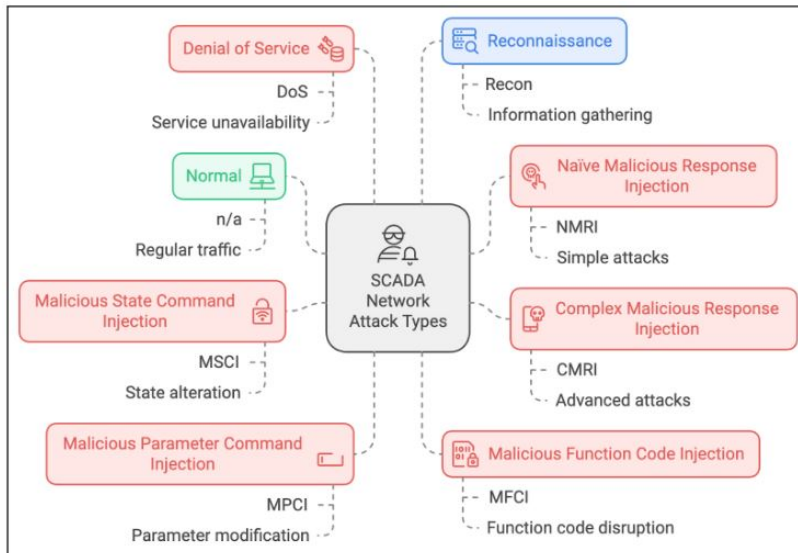 Denial of Service
DoS
Service unavailability
Reconnaissance
Recon
Information gathering
Normal
n/a
Regular traffic
Naïve Malicious Response
Injection
NMRI
Simple attacks
SCADA
Network
Attack Types
Malicious State Command
Injection
MSCI
State alteration
Complex Malicious Response
Injection
CMRI
Advanced attacks
Malicious Parameter Command
Injection
MPCI
Parameter modification
Malicious Function Code Injection
MFCI
Function code disruption